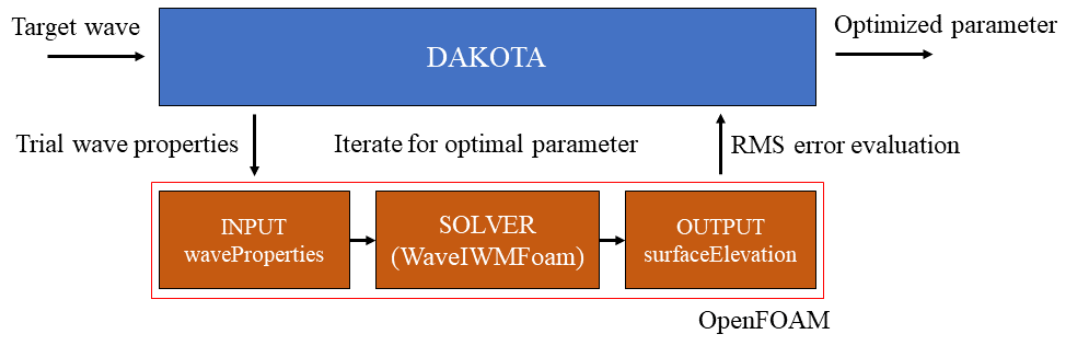 Target wave
DAKOTA
Optimized parameter
Trial wave properties
Iterate for optimal parameter
RMS error evaluation
INPUT
waveProperties
SOLVER
(WaveIWMFoam)
OUTPUT
surfaceElevation
OpenFOAM